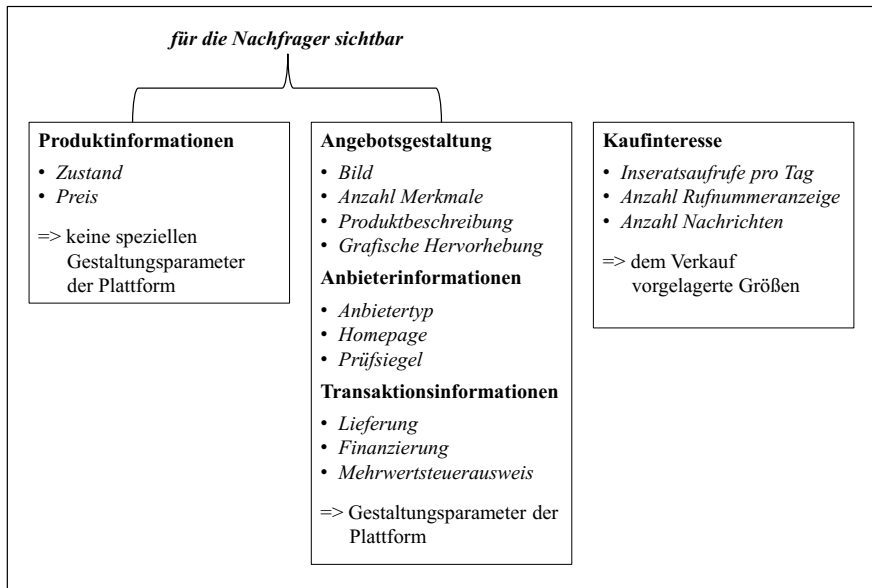 für die Nachfrager sichtbar
Produktinformationen
• Zustand
• Preis
=> keine speziellen
Gestaltungsparameter
der Plattform
Angebotsgestaltung
• Bild
• Anzahl Merkmale
• Produktbeschreibung
• Grafische Hervorhebung
Anbieterinformationen
• Anbietertyp
• Homepage
• Prüfsiegel
Transaktionsinformationen
• Lieferung
• Finanzierung
• Mehrwertsteuerausweis
=> Gestaltungsparameter der
Plattform
Kaufinteresse
• Inseratsaufrufe pro Tag
• Anzahl Rufnummeranzeige
• Anzahl Nachrichten
=> dem Verkauf
vorgelagerte Größen